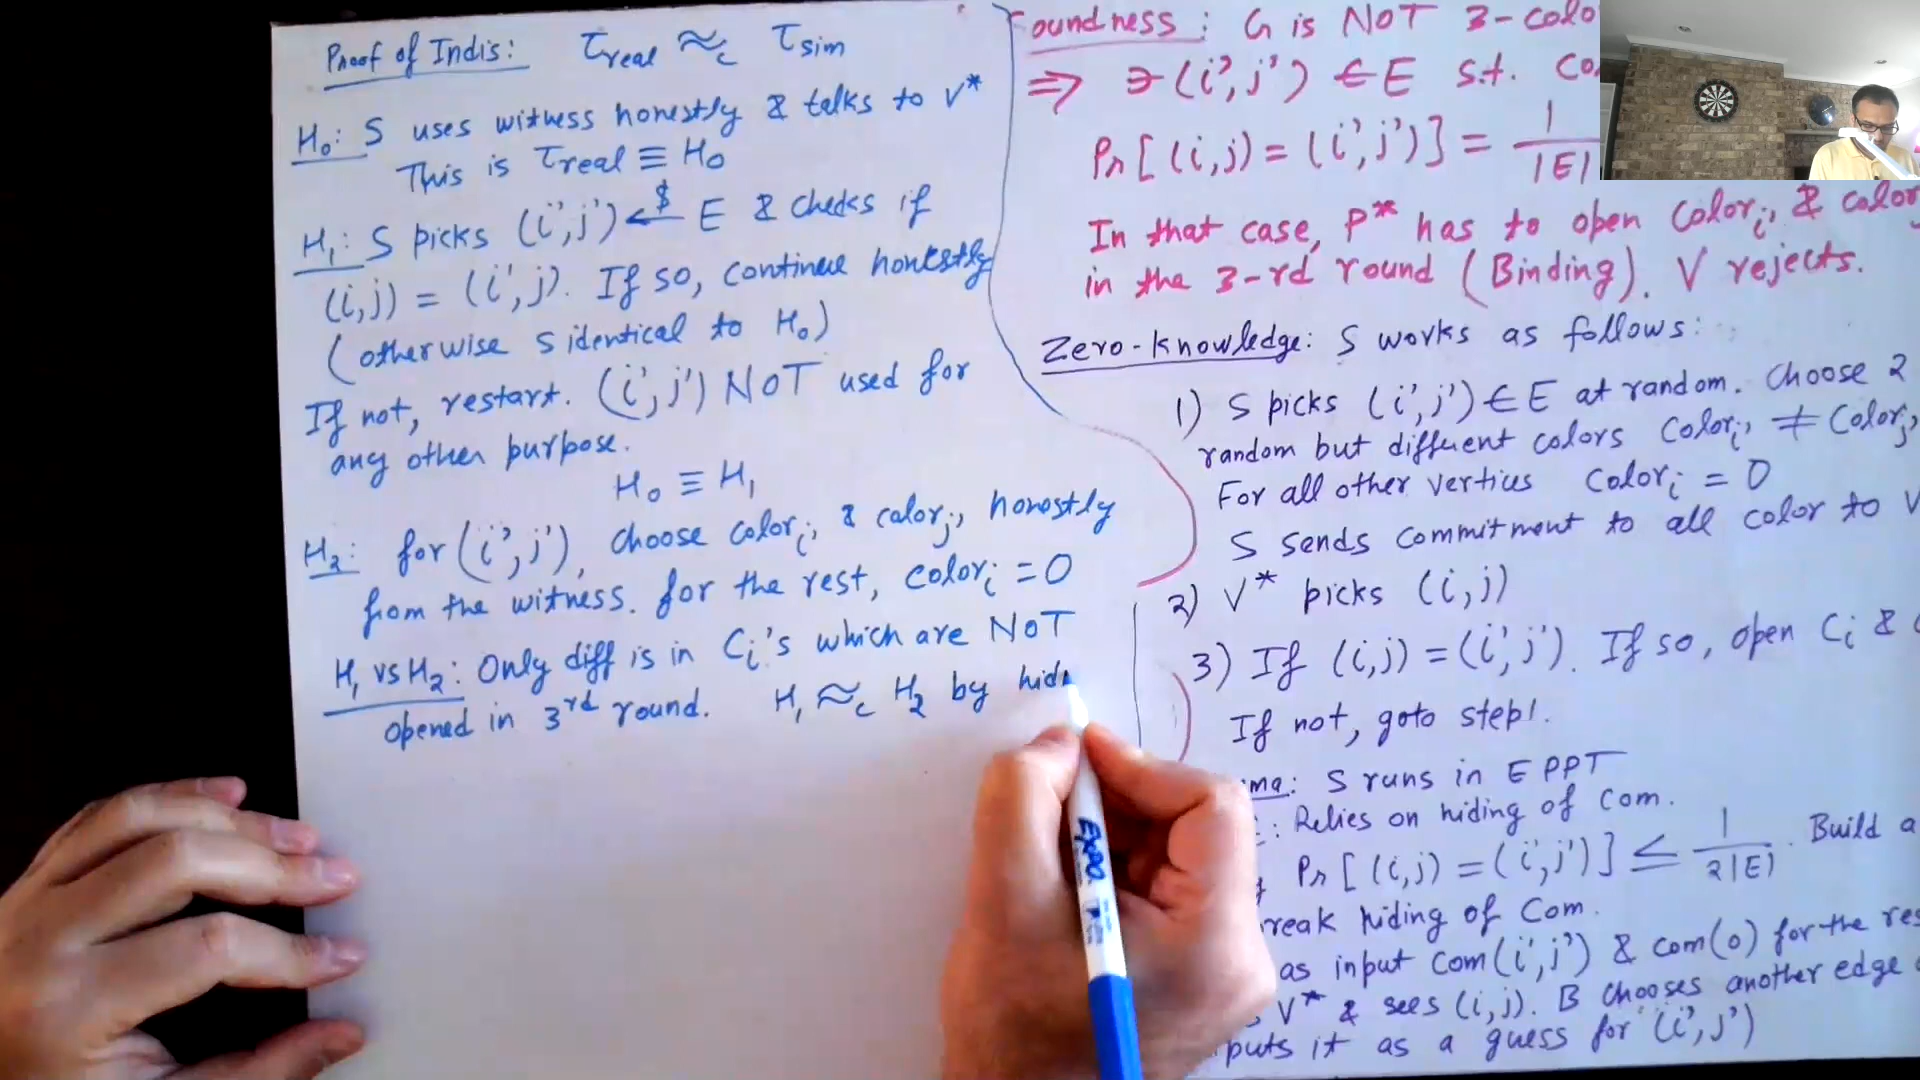 Proof of Indis: τreal ≈c τsim
H0: S uses witness honestly & talks to V*
This is τreal ≡ H0
H1: S picks (i',j') ←$ E & checks if
(i,j) = (i',j'). If so, continue honestly
(otherwise S identical to H0)
If not, restart. (i',j') NOT used for
any other purpose.
H0 ≡ H1
H2: for (i',j'), choose colori' & colorj' honestly
from the witness. for the rest, colori = 0
H1 vs H2: Only diff is in Ci's which are NOT
opened in 3rd round. H1 ≈c H2 by hidi
Soundness: G is NOT 3-colo
⇒ ∃ (i',j') ∈ E s.t. Co
Pr[(i,j) = (i',j')] = 1/|E|
In that case, P* has to open colori' & color
in the 3-rd round (Binding). V rejects.
Zero-knowledge: S works as follows:
1) S picks (i',j') ∈ E at random. Choose 2
random but different colors colori' ≠ colorj'
For all other vertices colori = 0
S sends commitment to all color to V
2) V* picks (i,j)
3) If (i,j) = (i',j'). If so, open Ci &
If not, goto step 1.
ma: S runs in EPPT
: Relies on hiding of Com.
Pr[(i,j) = (i',j')] ≤ 1/2|E|. Build a
reak hiding of Com.
as input Com(i',j') & com(0) for the res
V* & sees (i,j). B chooses another edge
puts it as a guess for (i',j')
EXPO